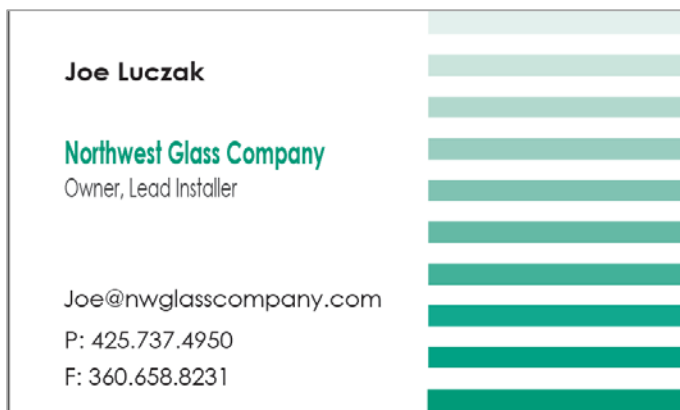 Joe Luczak
Northwest Glass Company
Owner, Lead Installer
Joe@nwglasscompany.com
P: 425.737.4950
F: 360.658.8231